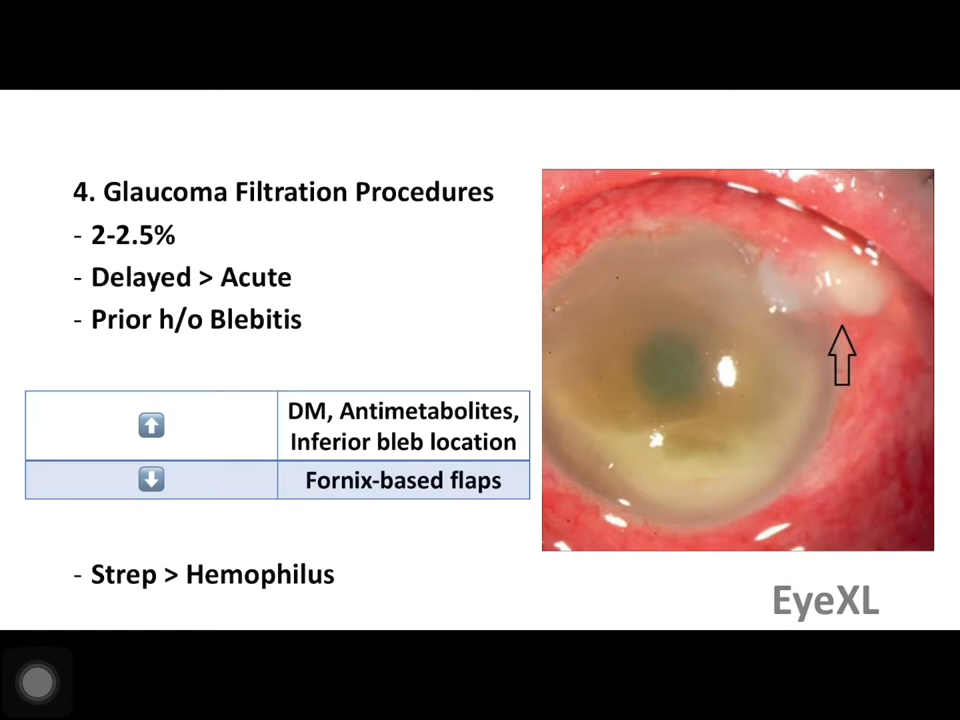 4. Glaucoma Filtration Procedures
- 2-2.5%
- Delayed > Acute
- Prior h/o Blebitis
DM, Antimetabolites,
Inferior bleb location
Fornix-based flaps
- Strep > Hemophilus
EyeXL